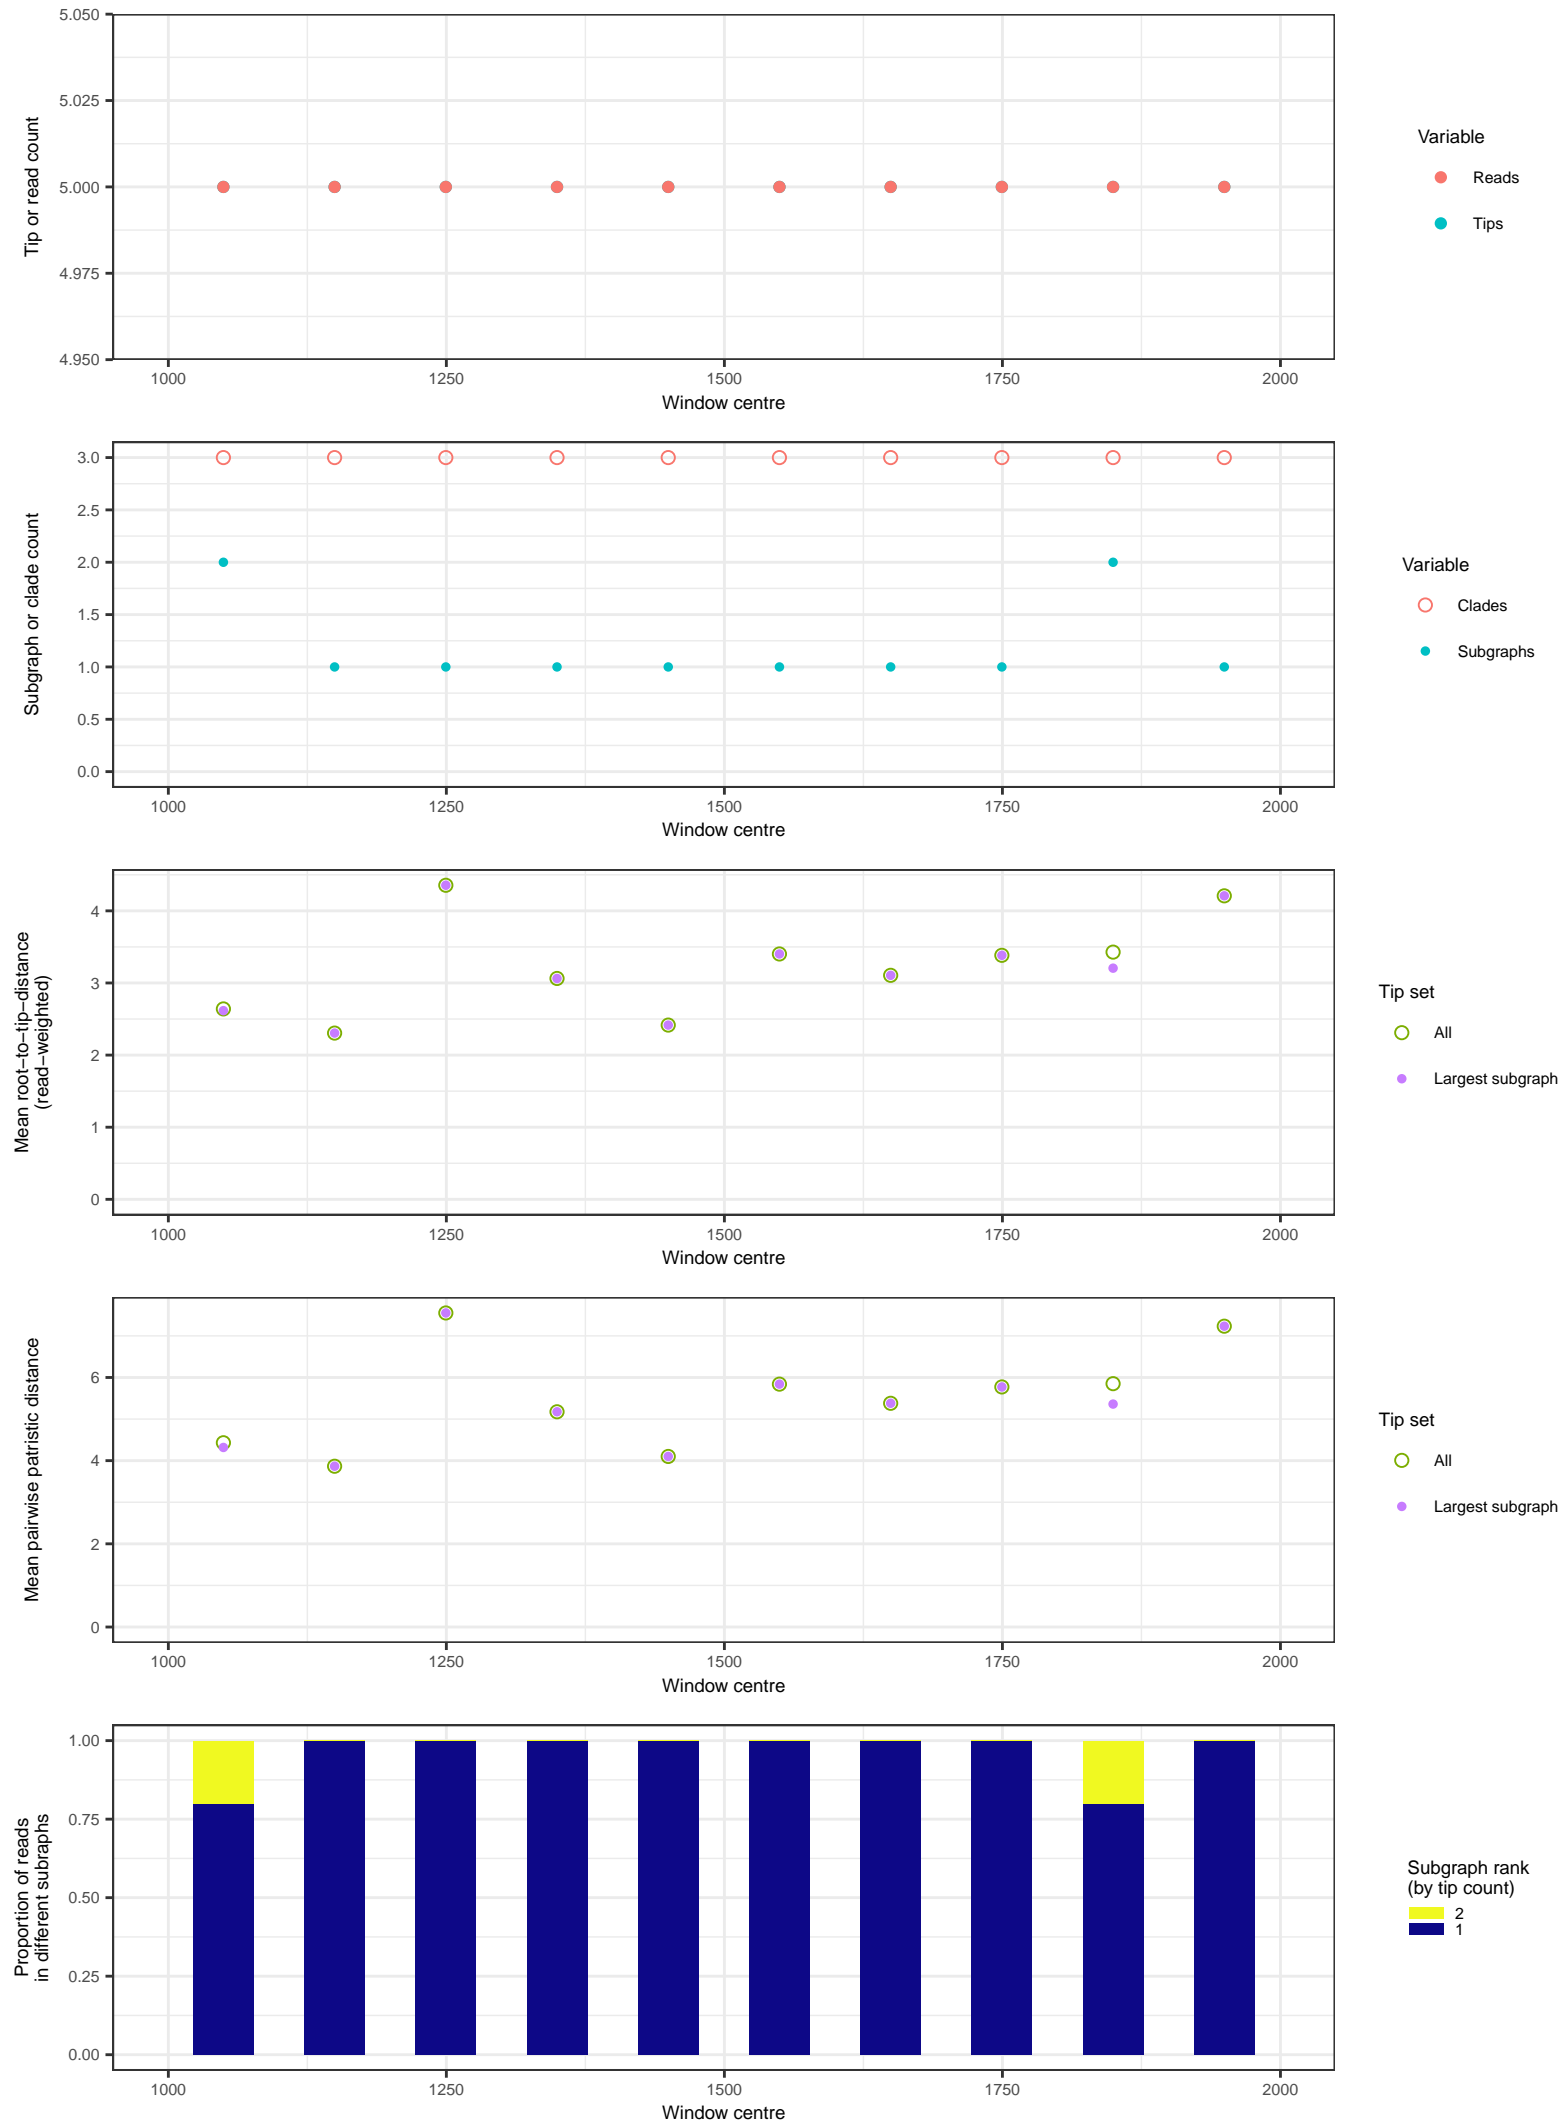 5.050
5.025
5.000
4.975
4.950
Tip or read count
1000 1250 1500 1750 2000
Window centre
Variable
Reads
Tips
3.0
2.5
2.0
1.5
1.0
0.5
0.0
Subgraph or clade count
1000 1250 1500 1750 2000
Window centre
Variable
Clades
Subgraphs
4
3
2
1
0
Mean root−to−tip−distance
(read−weighted)
1000 1250 1500 1750 2000
Window centre
Tip set
All
Largest subgraph
6
4
2
0
Mean pairwise patristic distance
1000 1250 1500 1750 2000
Window centre
Tip set
All
Largest subgraph
1.00
0.75
0.50
0.25
0.00
Proportion of reads
in different subraphs
1000 1250 1500 1750 2000
Window centre
Subgraph rank
(by tip count)
2
1